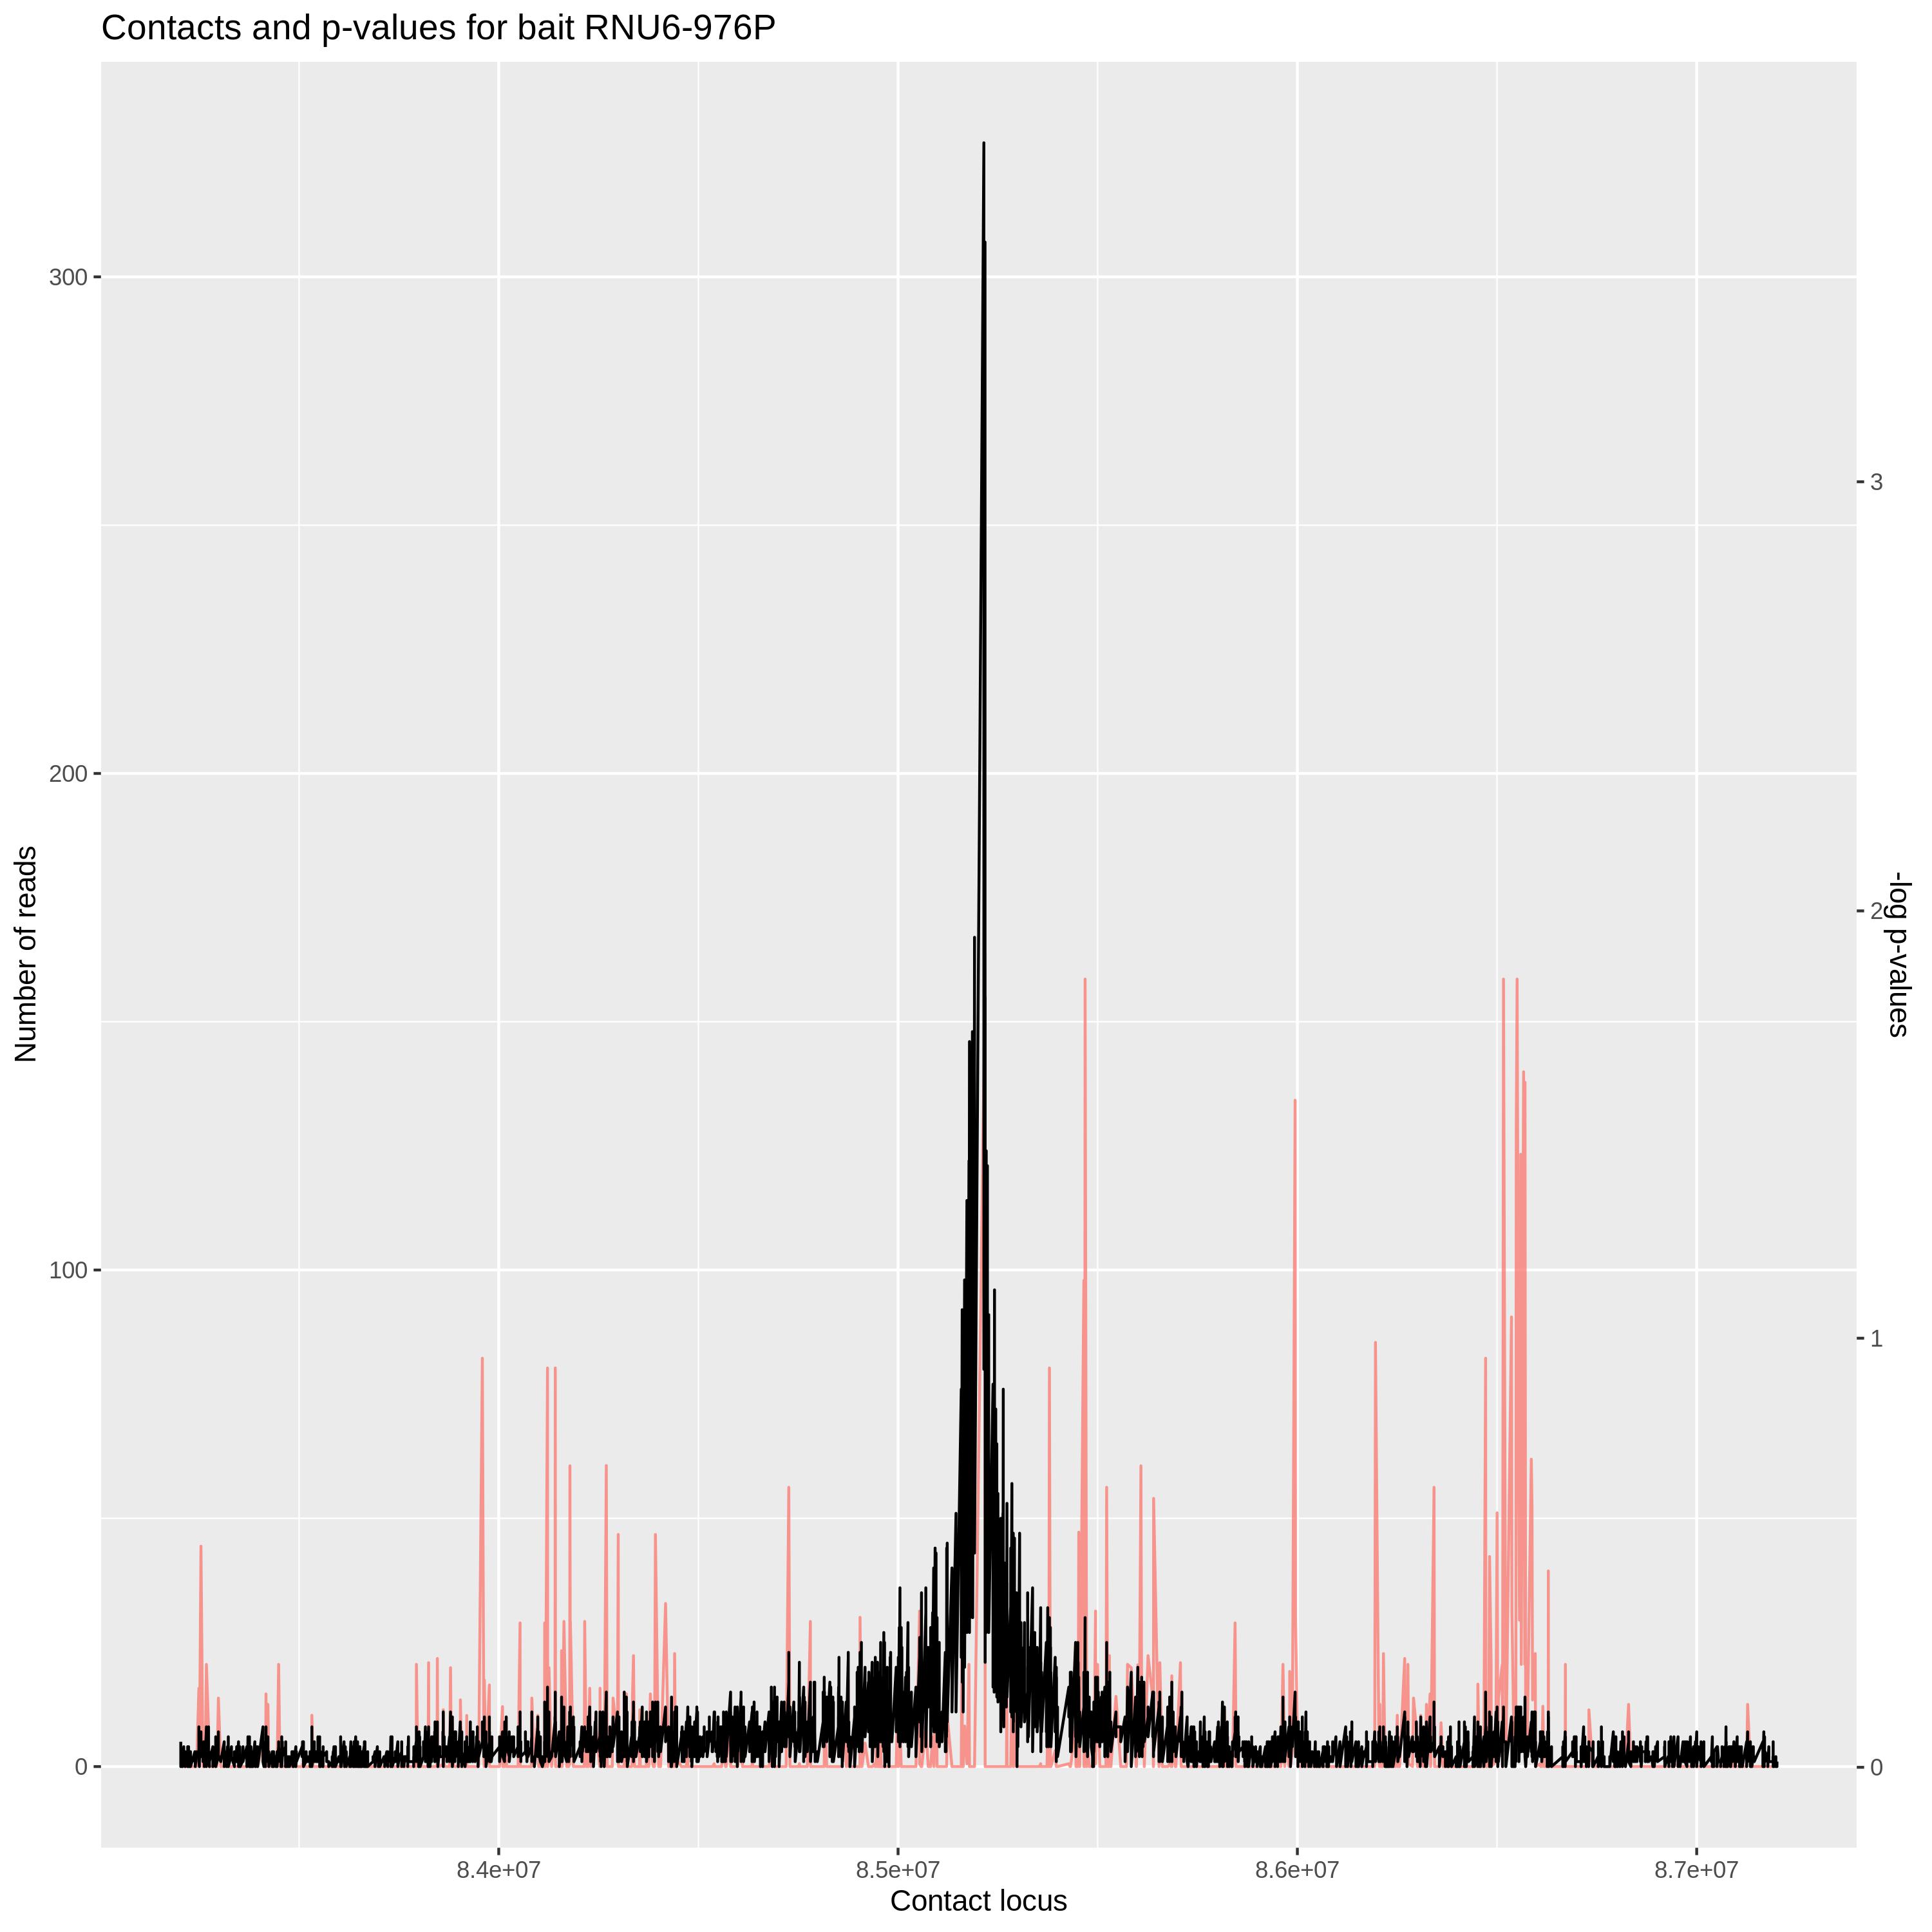 Contacts and p-values for bait RNU6-976P
300
200
100
0
Number of reads
3
2
1
0
-log p-values
8.4e+07
8.5e+07
8.6e+07
8.7e+07
Contact locus